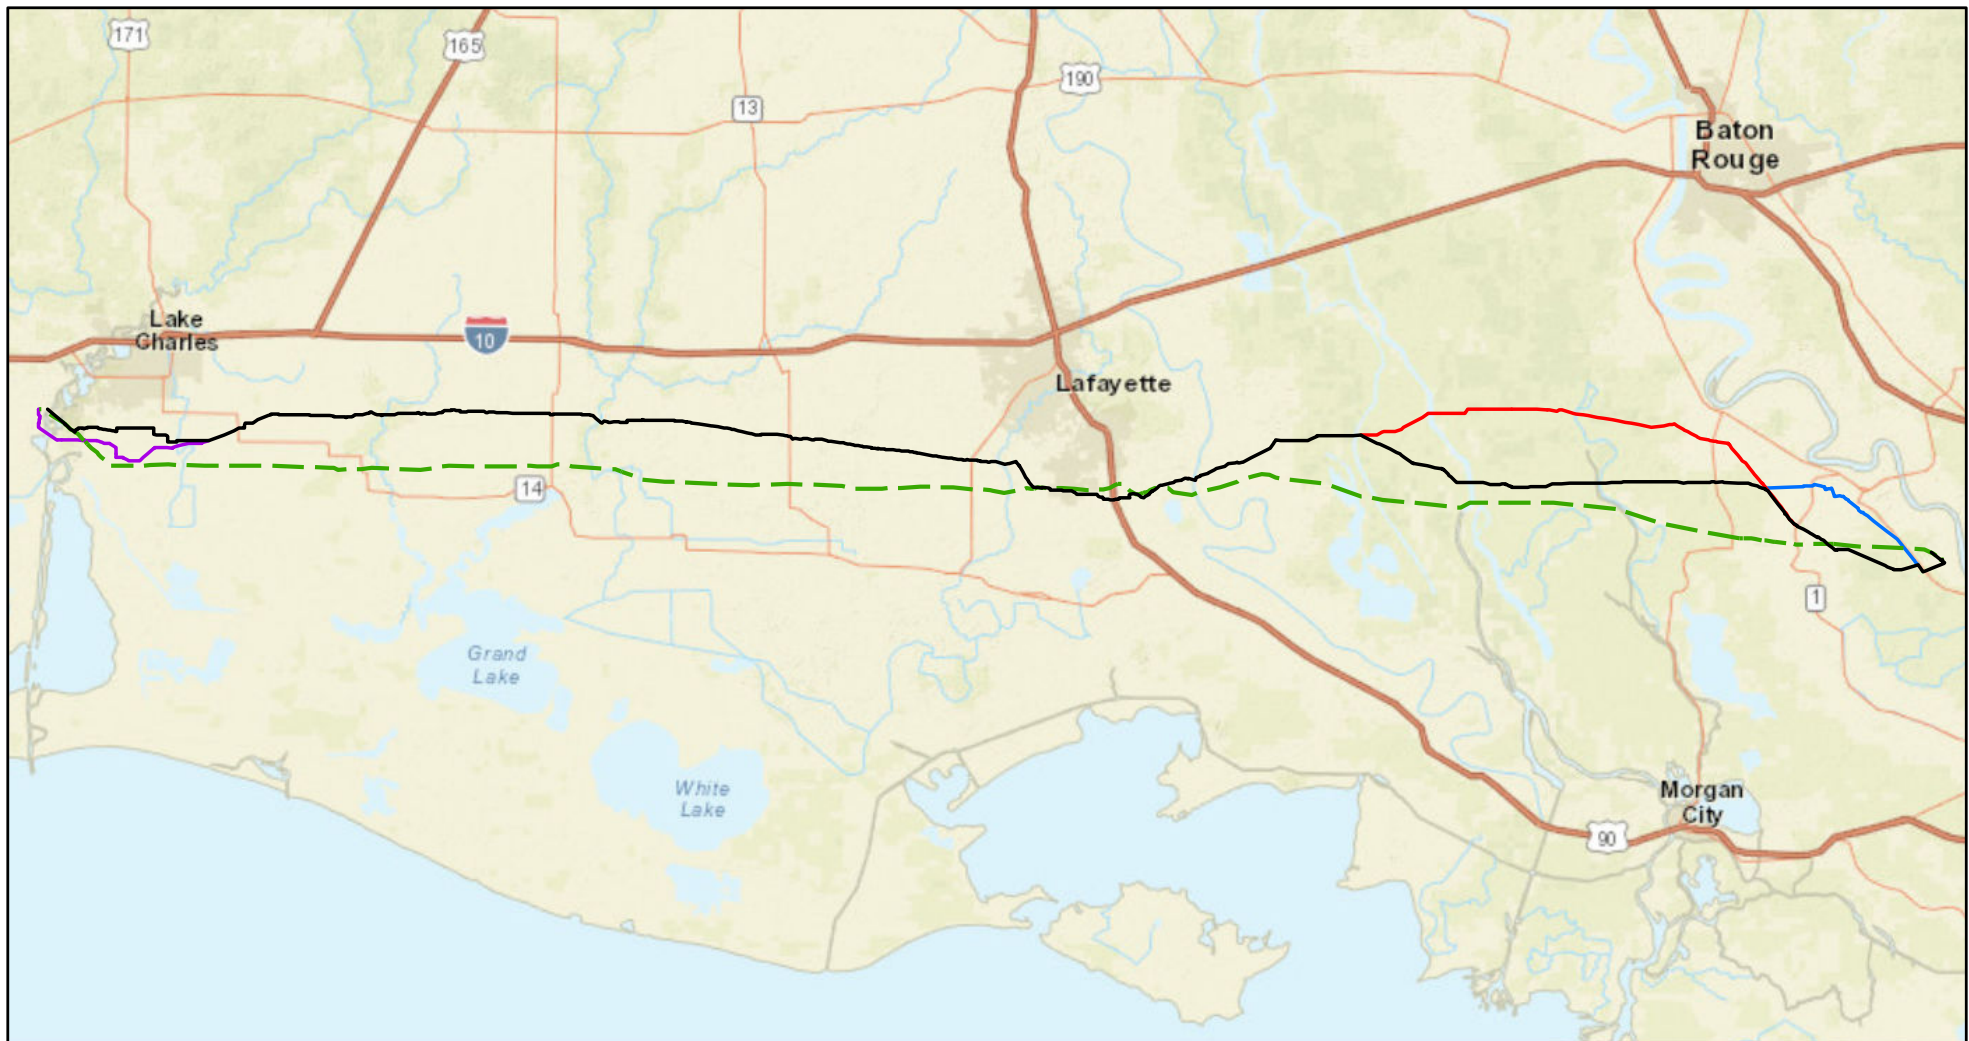 171
165
13
190
Baton
Rouge
Lake
Charles
10
Lafayette
14
1
Grand
Lake
White
Lake
Morgan
City
90